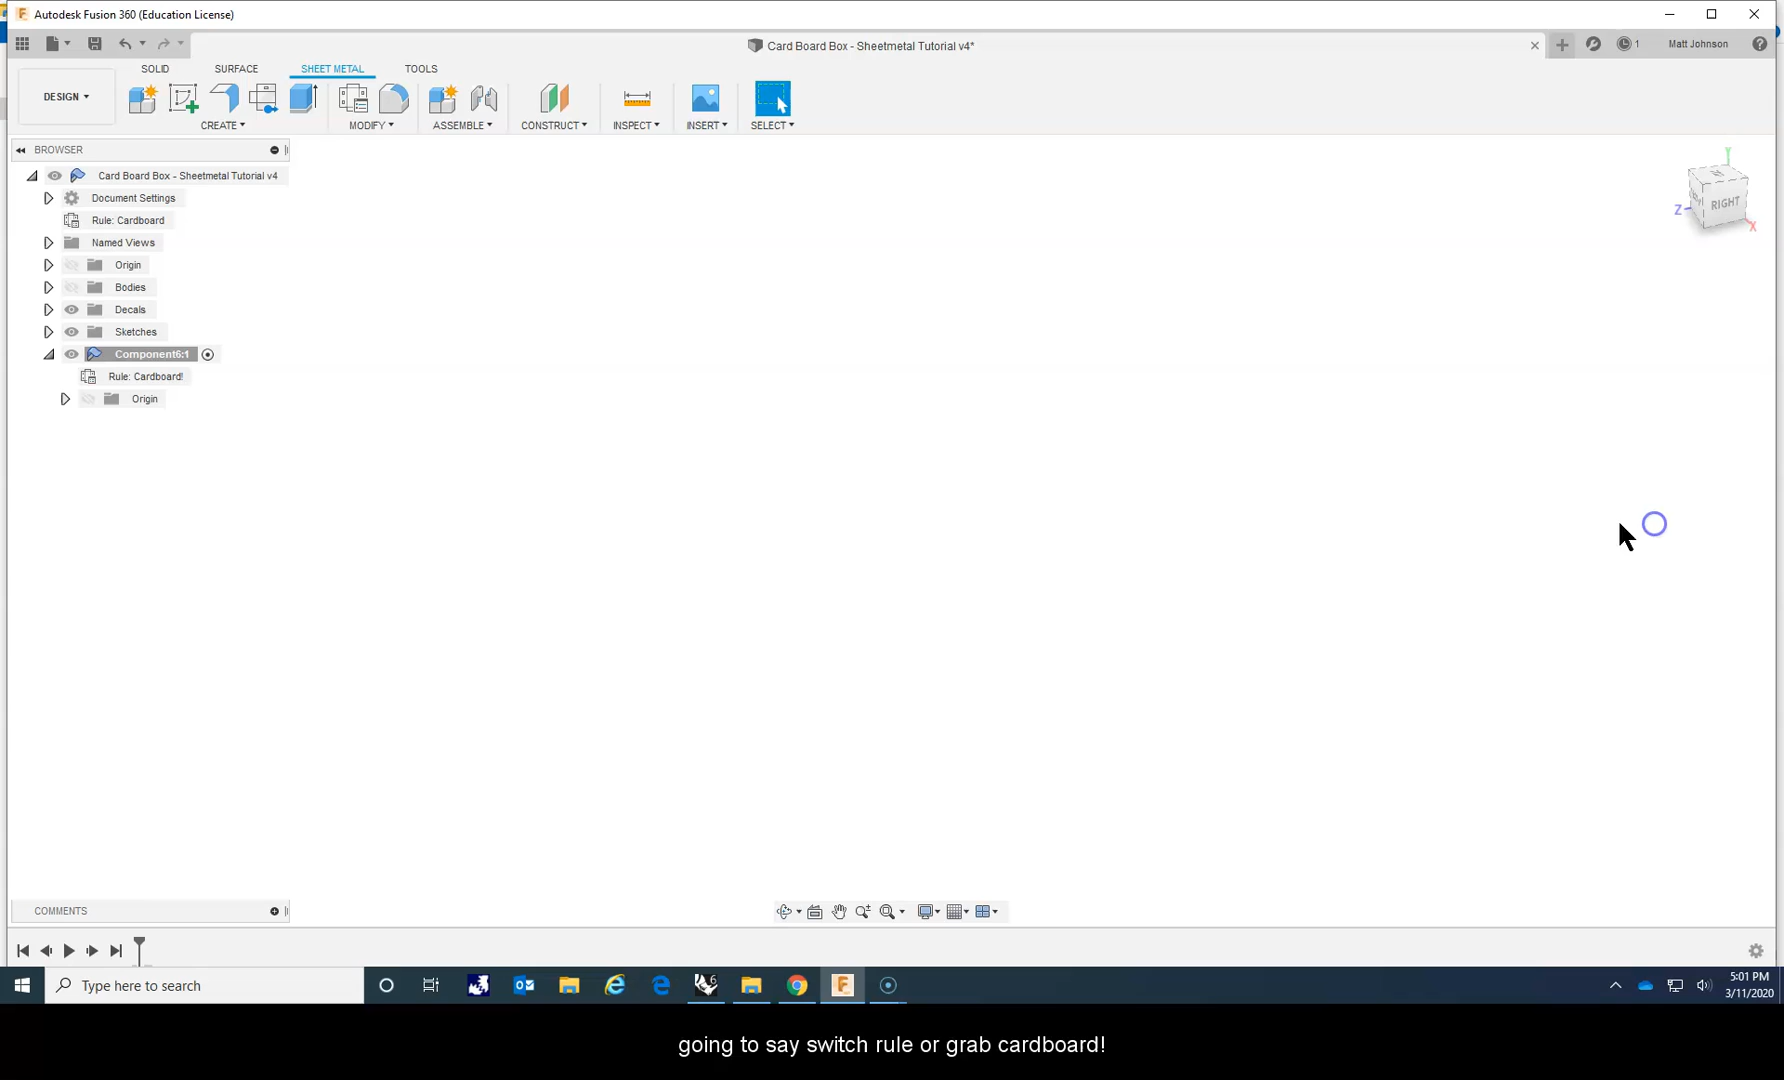 Autodesk Fusion 360 (Education License)
Card Board Box - Sheetmetal Tutorial v4*
1
Matt Johnson
SOLID
SURFACE
SHEET METAL
TOOLS
DESIGN
CREATE
MODIFY
ASSEMBLE
CONSTRUCT
INSPECT
INSERT
SELECT
BROWSER
Card Board Box - Sheetmetal Tutorial v4
Document Settings
Rule: Cardboard
Named Views
Origin
Bodies
Decals
Sketches
Component6:1
Rule: Cardboard!
Origin
Y
RIGHT
Z
X
COMMENTS
Type here to search
5:01 PM
3/11/2020
going to say switch rule or grab cardboard!